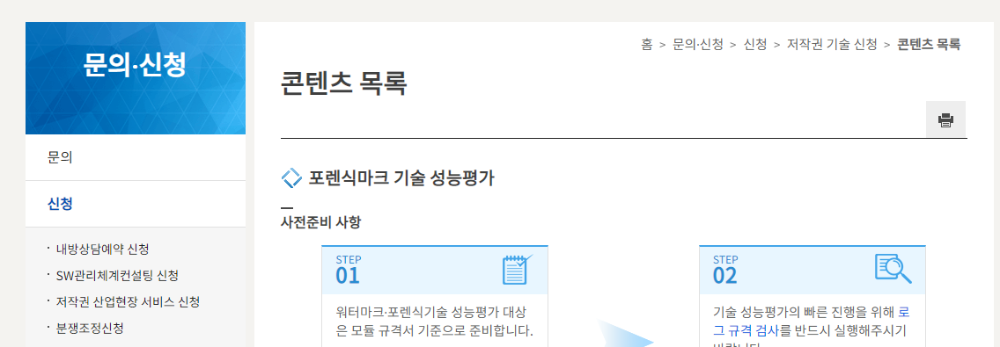 문의·신청
문의
신청
· 내방상담예약 신청
· SW관리체계컨설팅 신청
· 저작권 산업현장 서비스 신청
· 분쟁조정신청
홈 > 문의·신청 > 신청 > 저작권 기술 신청 > 콘텐츠 목록
콘텐츠 목록
포렌식마크 기술 성능평가
사전준비 사항
STEP
01
워터마크·포렌식기술 성능평가 대상
은 모듈 규격서 기준으로 준비합니다.
STEP
02
기술 성능평가의 빠른 진행을 위해 로
그 규격 검사를 반드시 실행해주시기